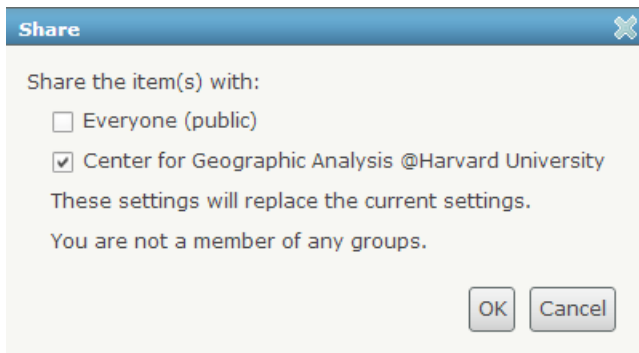 Share
Share the item(s) with:
Everyone (public)
Center for Geographic Analysis @Harvard University
These settings will replace the current settings.
You are not a member of any groups.
OK Cancel